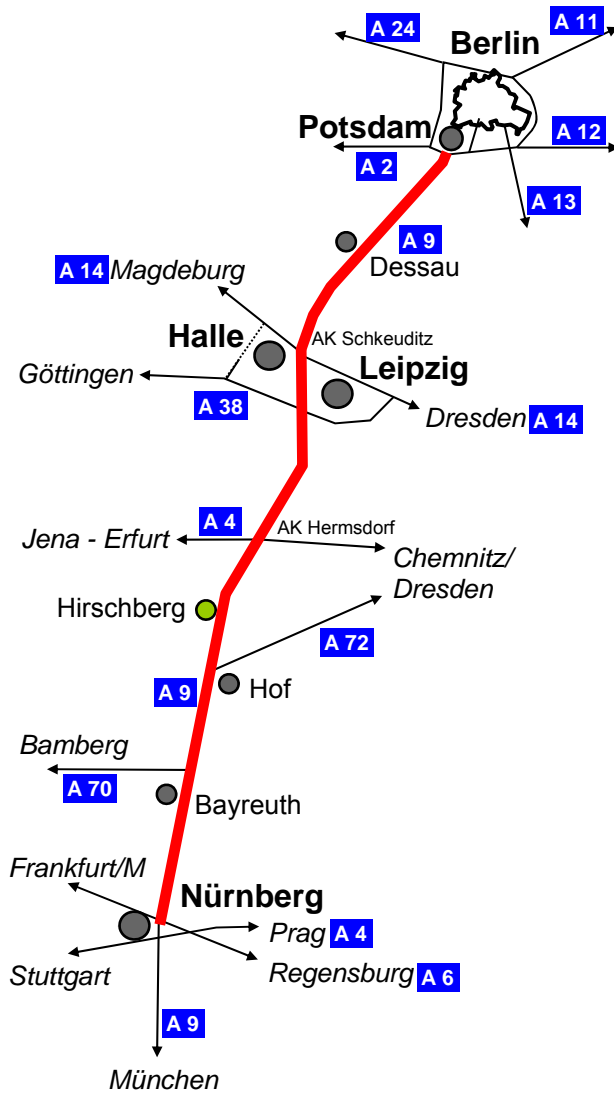 A 11
A 24
Berlin
Potsdam
A 12
A 2
A 13
A 9
Dessau
A 14 Magdeburg
Halle
AK Schkeuditz
Göttingen
Leipzig
A 38
Dresden A 14
A 4
AK Hermsdorf
Jena - Erfurt
Chemnitz/
Dresden
Hirschberg
A 72
A 9
Hof
Bamberg
A 70
Bayreuth
Frankfurt/M
Nürnberg
Prag A 4
Stuttgart
Regensburg A 6
A 9
München